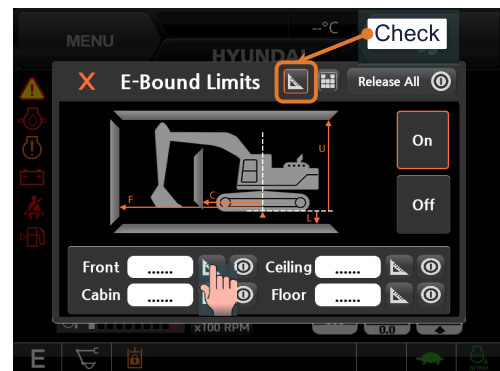 --°C
Check
MENU
HYUNDAI
X E-Bound Limits Release All
U
On
C
F
L
Off
Front ...... Ceiling ......
Cabin ...... Floor ......
x100 RPM 0.0
E